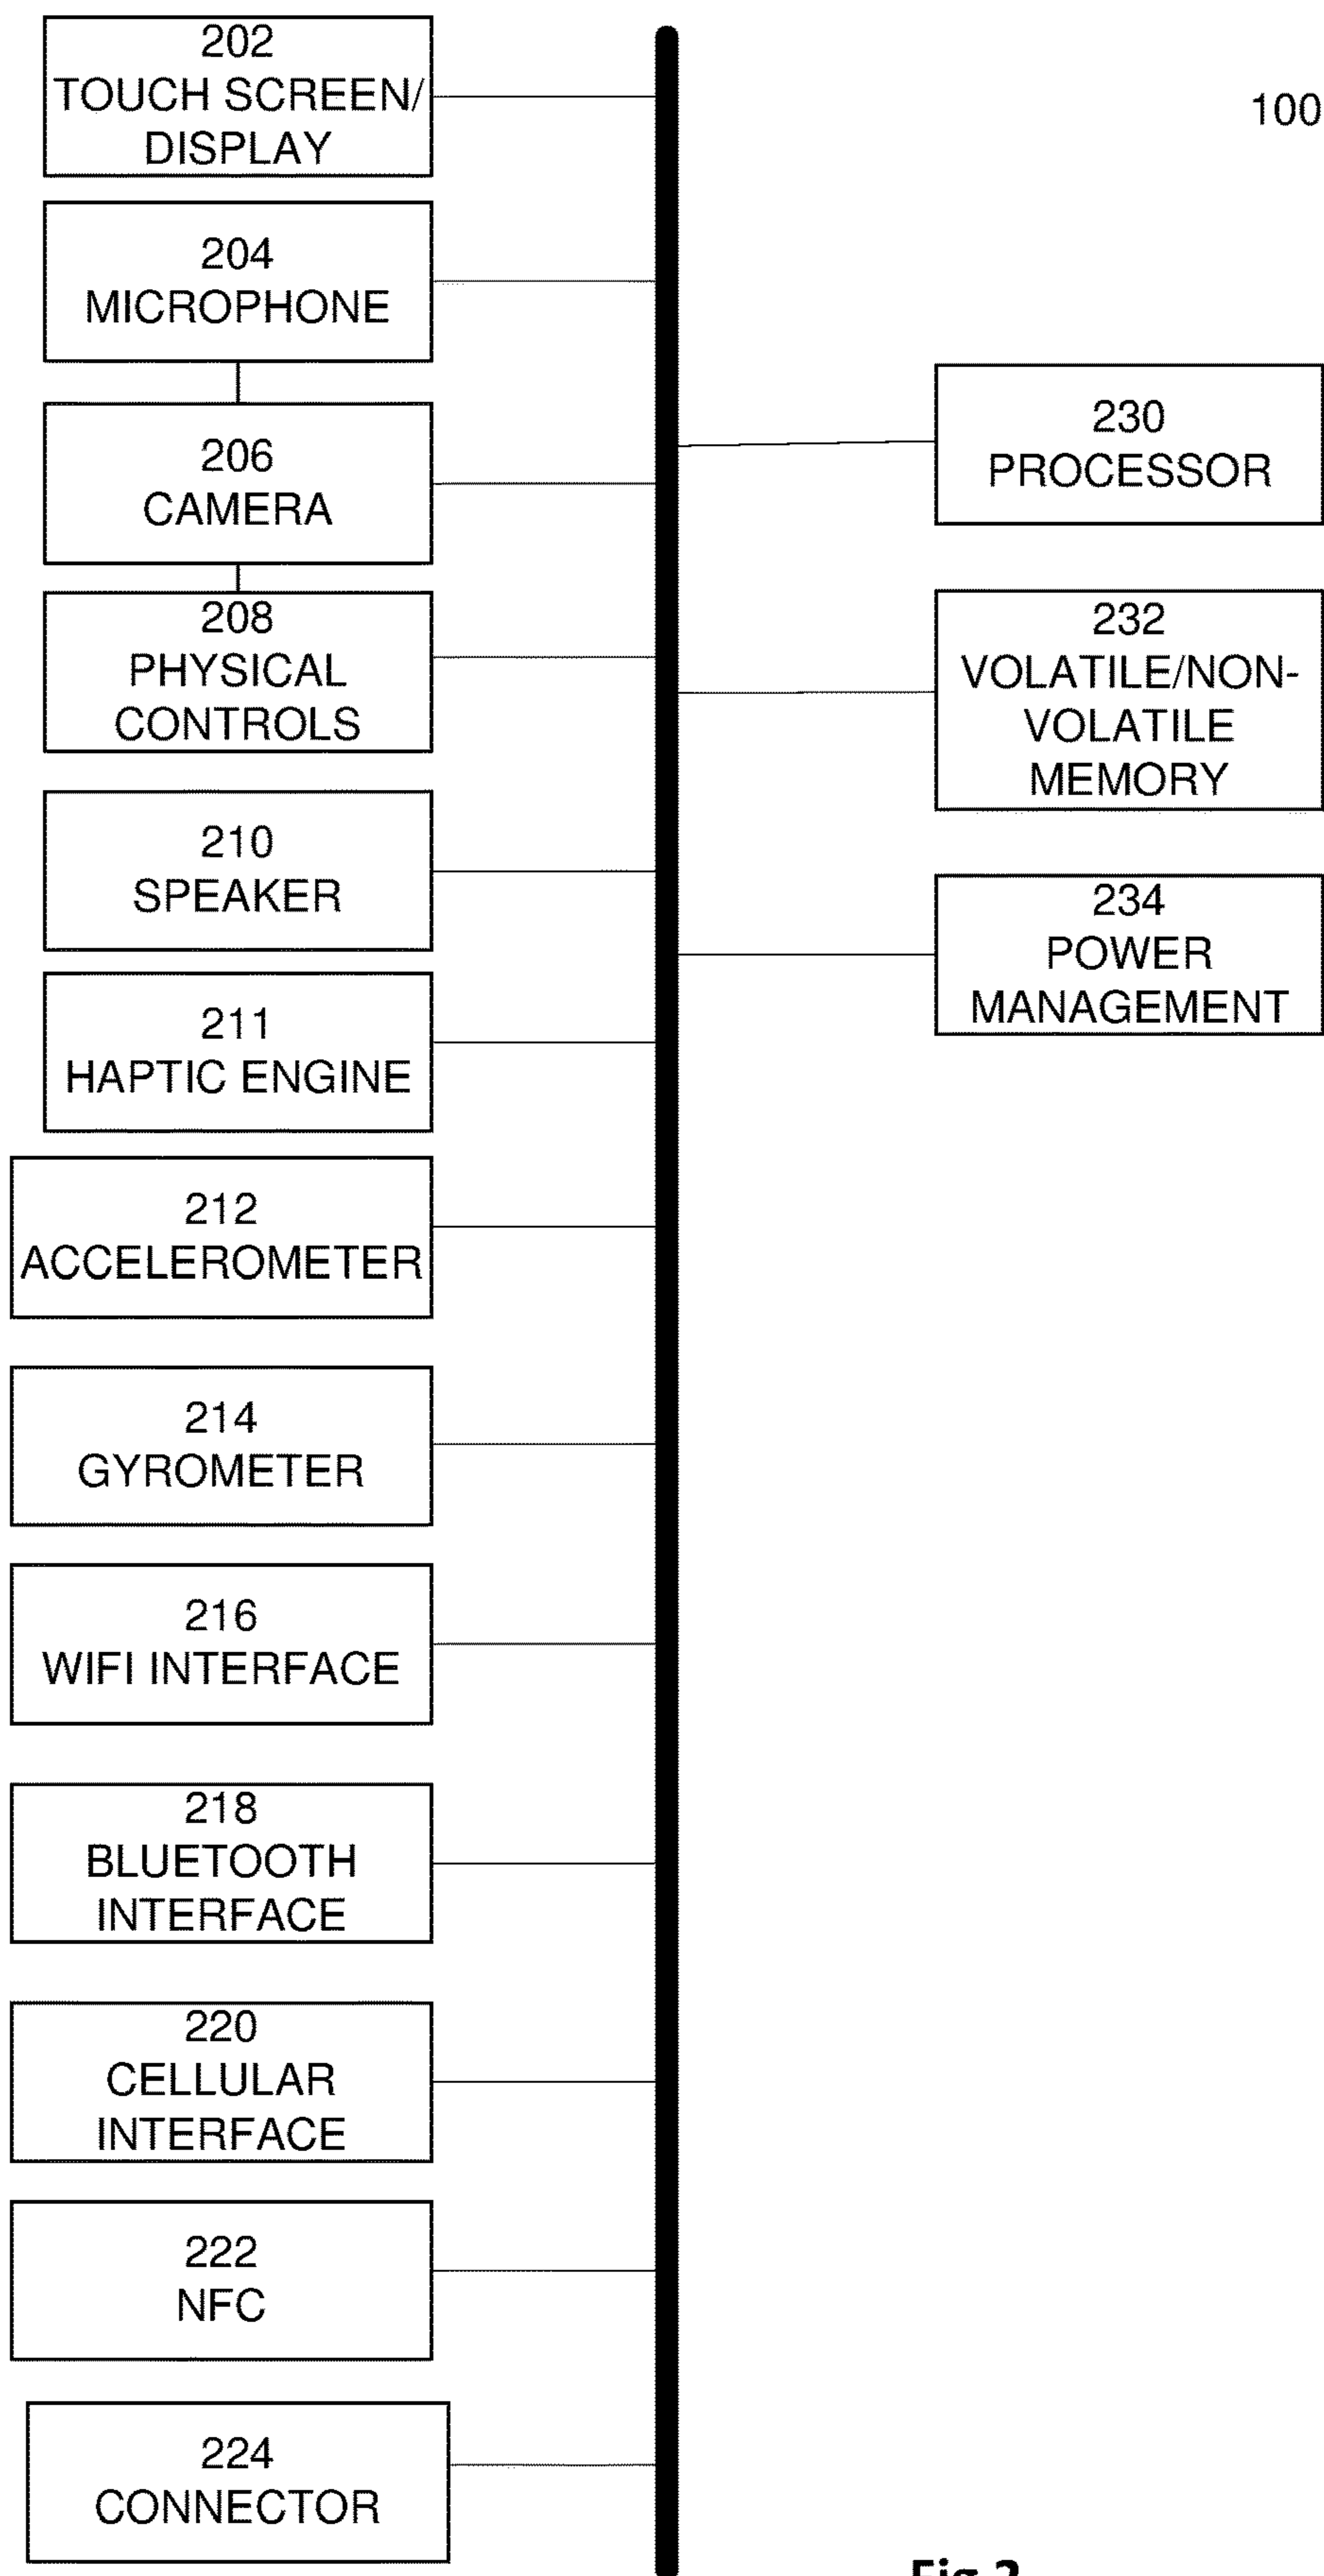 202
TOUCH SCREEN/
DISPLAY
100
204
MICROPHONE
206
CAMERA
208
PHYSICAL
CONTROLS
210
SPEAKER
211
HAPTIC ENGINE
212
ACCELEROMETER
214
GYROMETER
216
WIFI INTERFACE
218
BLUETOOTH
INTERFACE
220
CELLULAR
INTERFACE
222
NFC
224
CONNECTOR
230
PROCESSOR
232
VOLATILE/NON-
VOLATILE
MEMORY
234
POWER
MANAGEMENT
Fig 2